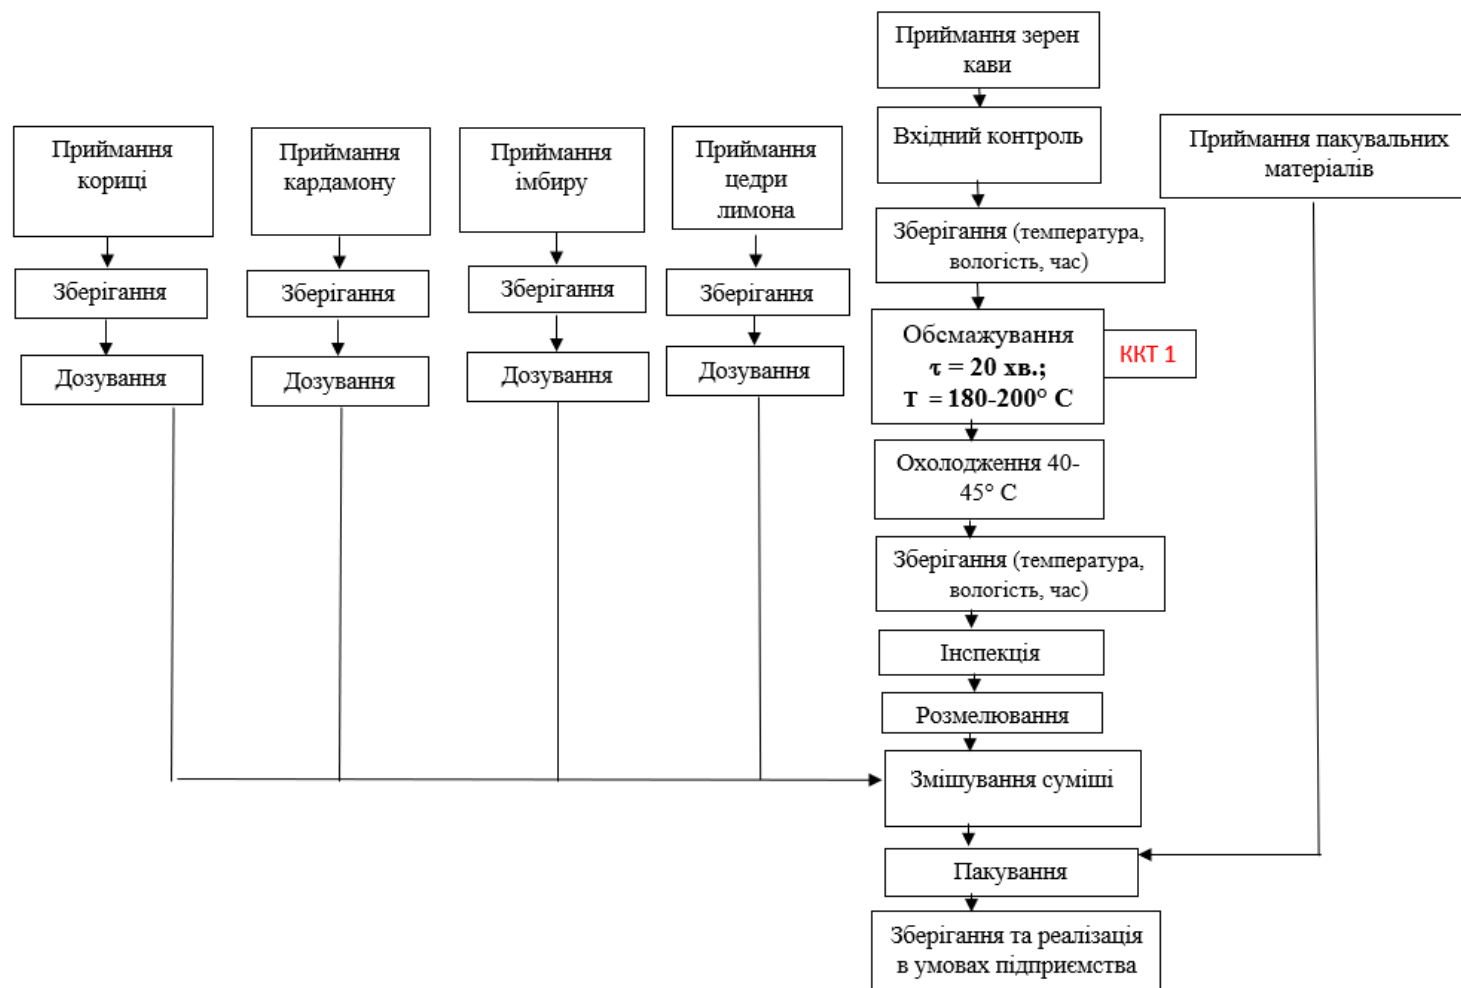 Приймання зерен
кави
Вхідний контроль
Приймання пакувальних
матеріалів
Приймання
кориці
Приймання
кардамону
Приймання
імбиру
Приймання
цедри
лимона
Зберігання (температура,
вологість, час)
Зберігання
Зберігання
Зберігання
Зберігання
Обсмажування
τ = 20 хв.;
Т = 180-200° С
ККТ 1
Дозування
Дозування
Дозування
Дозування
Охолодження 40-
45° С
Зберігання (температура,
вологість, час)
Інспекція
Розмелювання
Змішування суміші
Пакування
Зберігання та реалізація
в умовах підприємства